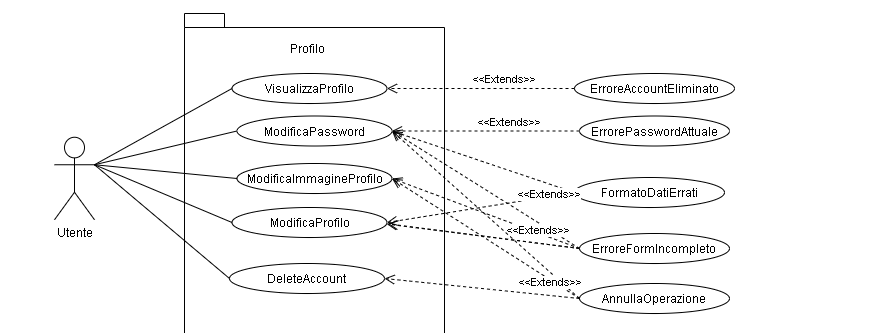 Profilo
VisualizzaProfilo
<<Extends>>
ErroreAccountEliminato
ModificaPassword
<<Extends>>
ErrorePasswordAttuale
ModificaImmagineProfilo
<<Extends>>
FormatoDatiErrati
ModificaProfilo
Utente
<<Extends>>
ErroreFormIncompleto
DeleteAccount
<<Extends>>
AnnullaOperazione